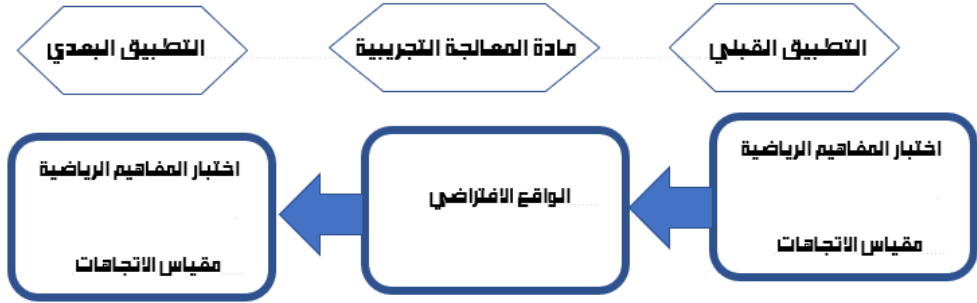 التطبيق القبلي
مادة المعالجة التجريبية
التطبيق البعدي
اختبار المفاهيم الرياضية
مقياس الاتجاهات
الواقع الافتراضي
اختبار المفاهيم الرياضية
مقياس الاتجاهات